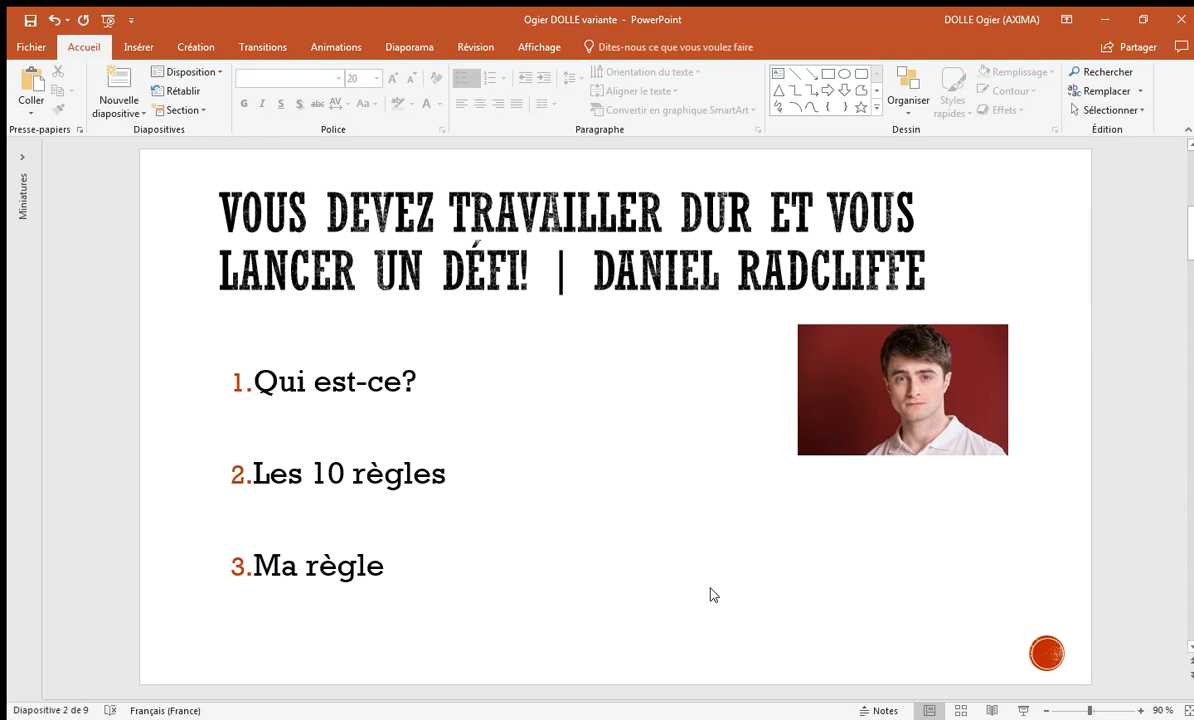 Ogier DOLLE variante - PowerPoint
DOLLE Ogier (AXIMA)
Fichier Accueil Insérer Création Transitions Animations Diaporama Révision Affichage Dites-nous ce que vous voulez faire Partager
Coller
Nouvelle diapositive
Disposition
Rétablir
Section
20
G I S S abc AV Aa A
Orientation du texte
Aligner le texte
Convertir en graphique SmartArt
Organiser
Styles rapides
Remplissage
Contour
Effets
Rechercher
Remplacer
Sélectionner
Presse-papiers Diapositives Police Paragraphe Dessin Édition
Miniatures
VOUS DEVEZ TRAVAILLER DUR ET VOUS
LANCER UN DÉFI! | DANIEL RADCLIFFE
1.Qui est-ce?
2.Les 10 règles
3.Ma règle
Diapositive 2 de 9 Français (France) Notes 90 %